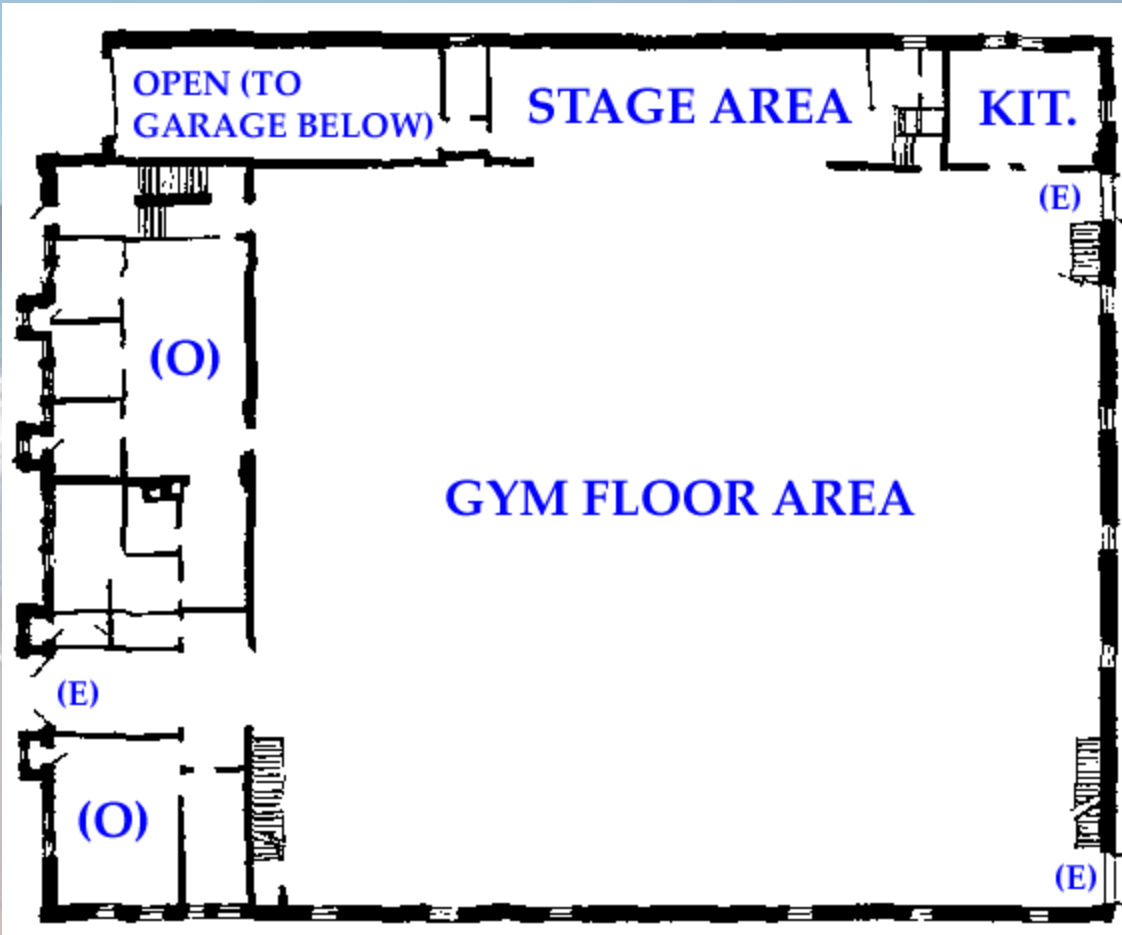 OPEN (TO
GARAGE BELOW)
STAGE AREA
KIT.
(E)
(O)
GYM FLOOR AREA
(E)
(O)
(E)